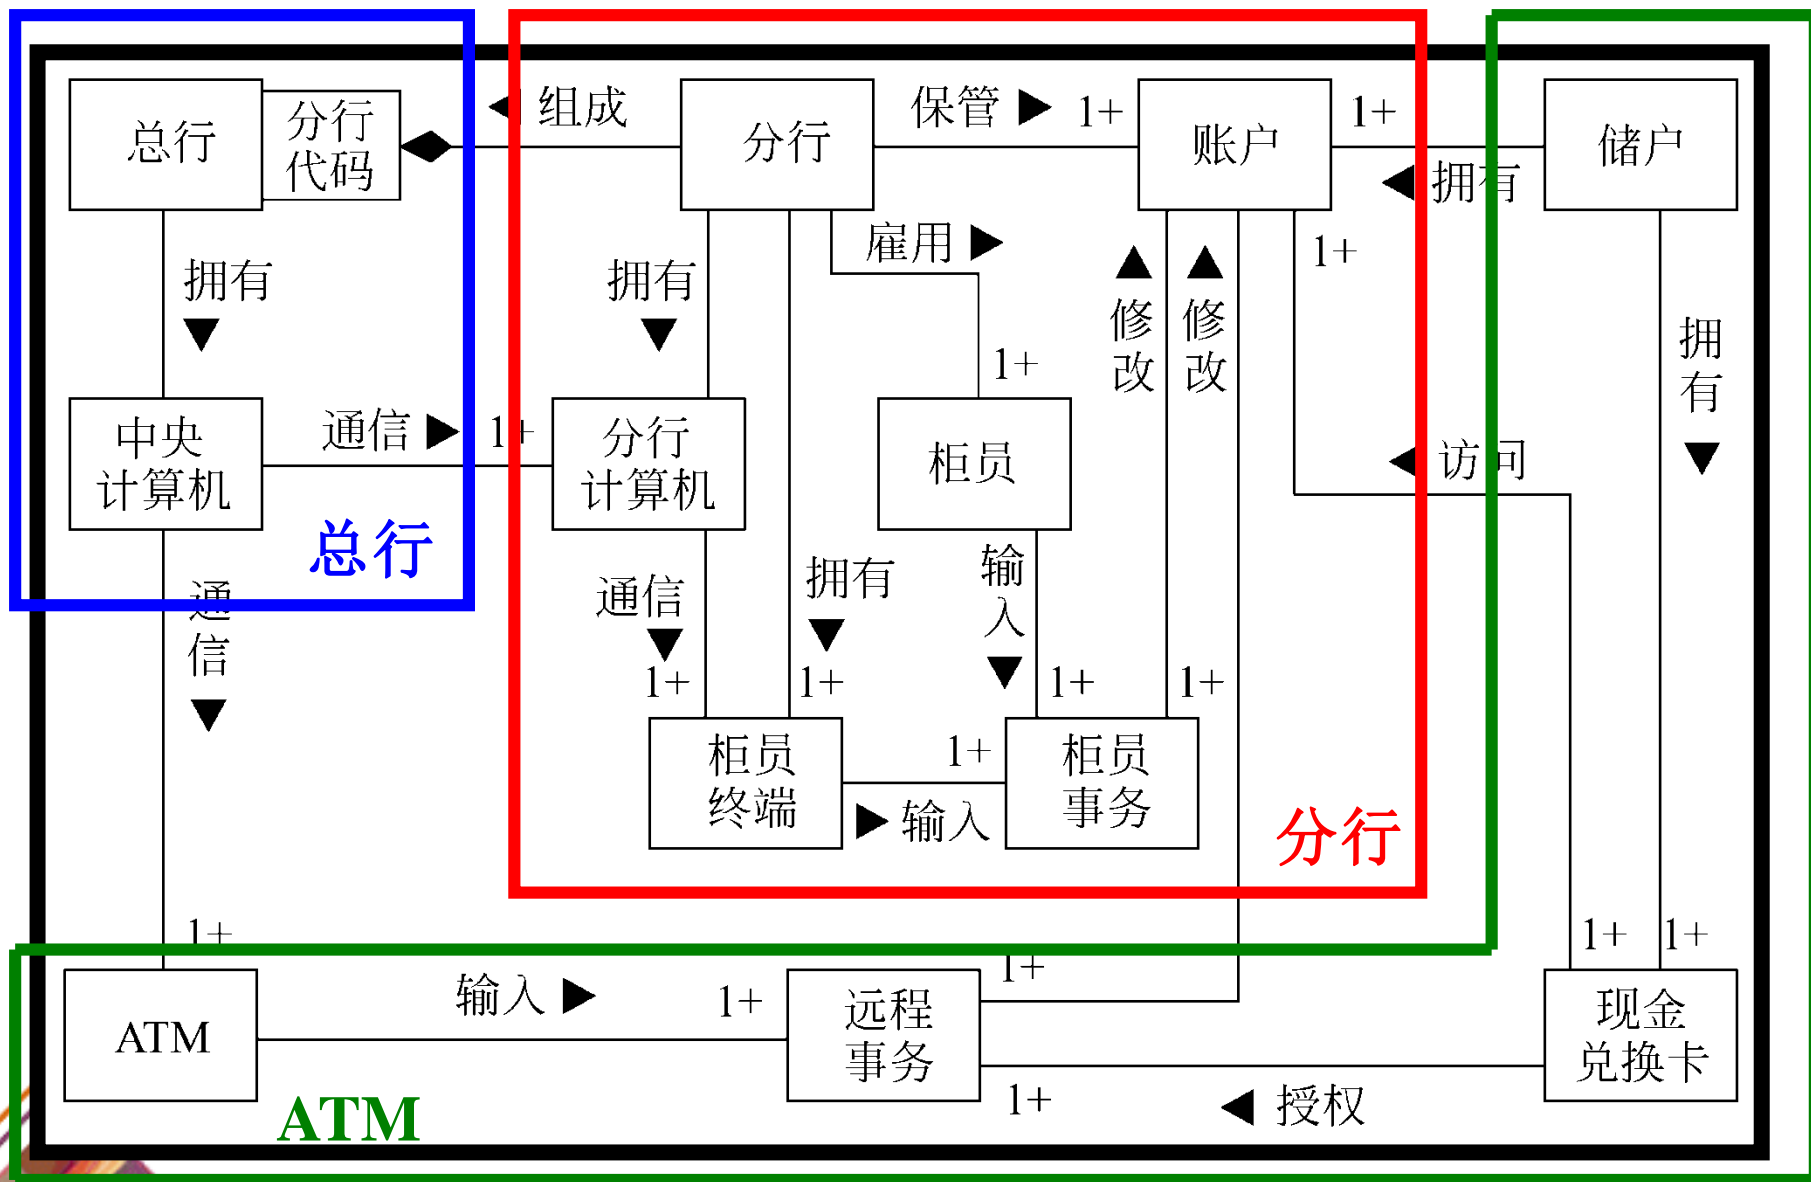 总行
分行
代码
组成
分行
保管
1+
账户
1+
拥有
储户
拥有
拥有
雇用
1+
修
改
修
改
1+
拥
有
中央
计算机
通信
1+
分行
计算机
柜员
访问
总行
通
信
通信
拥有
输
入
1+
1+
1+
1+
柜员
终端
1+
输入
柜员
事务
分行
1+
1+
1+
ATM
输入
1+
1+
远程
事务
1+
授权
现金
兑换卡
ATM